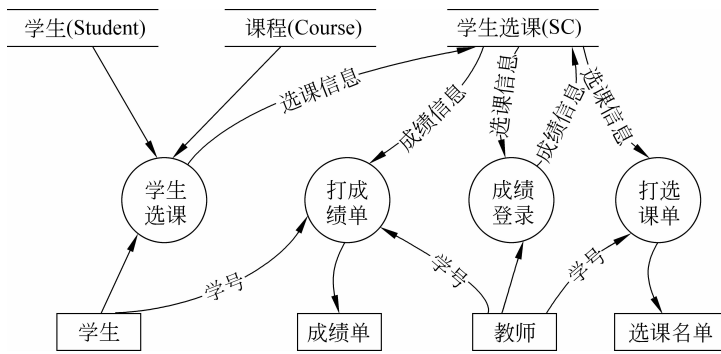 学生(Student)
课程(Course)
学生选课(SC)
选课信息
成绩信息
选课信息
成绩信息
选课信息
学生
选课
打成
绩单
成绩
登录
打选
课单
学号
学号
学号
学生
成绩单
教师
选课名单